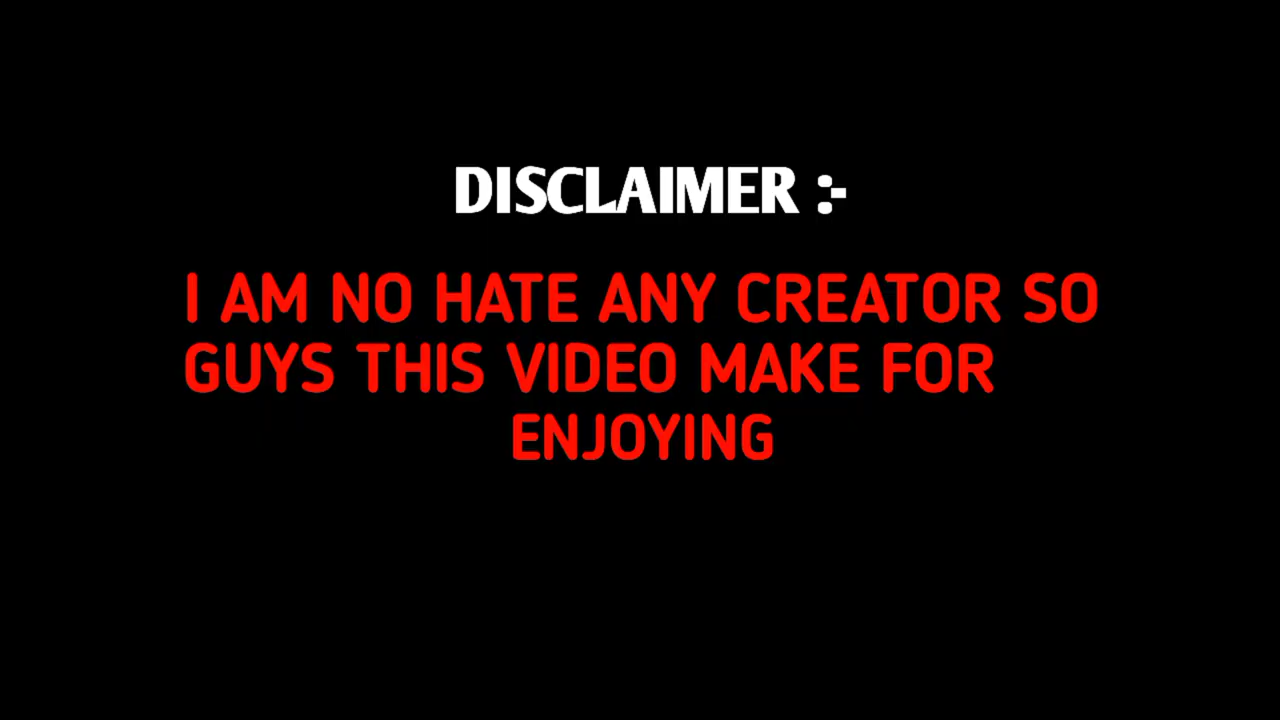 DISCLAIMER :-
I AM NO HATE ANY CREATOR SO
GUYS THIS VIDEO MAKE FOR
ENJOYING